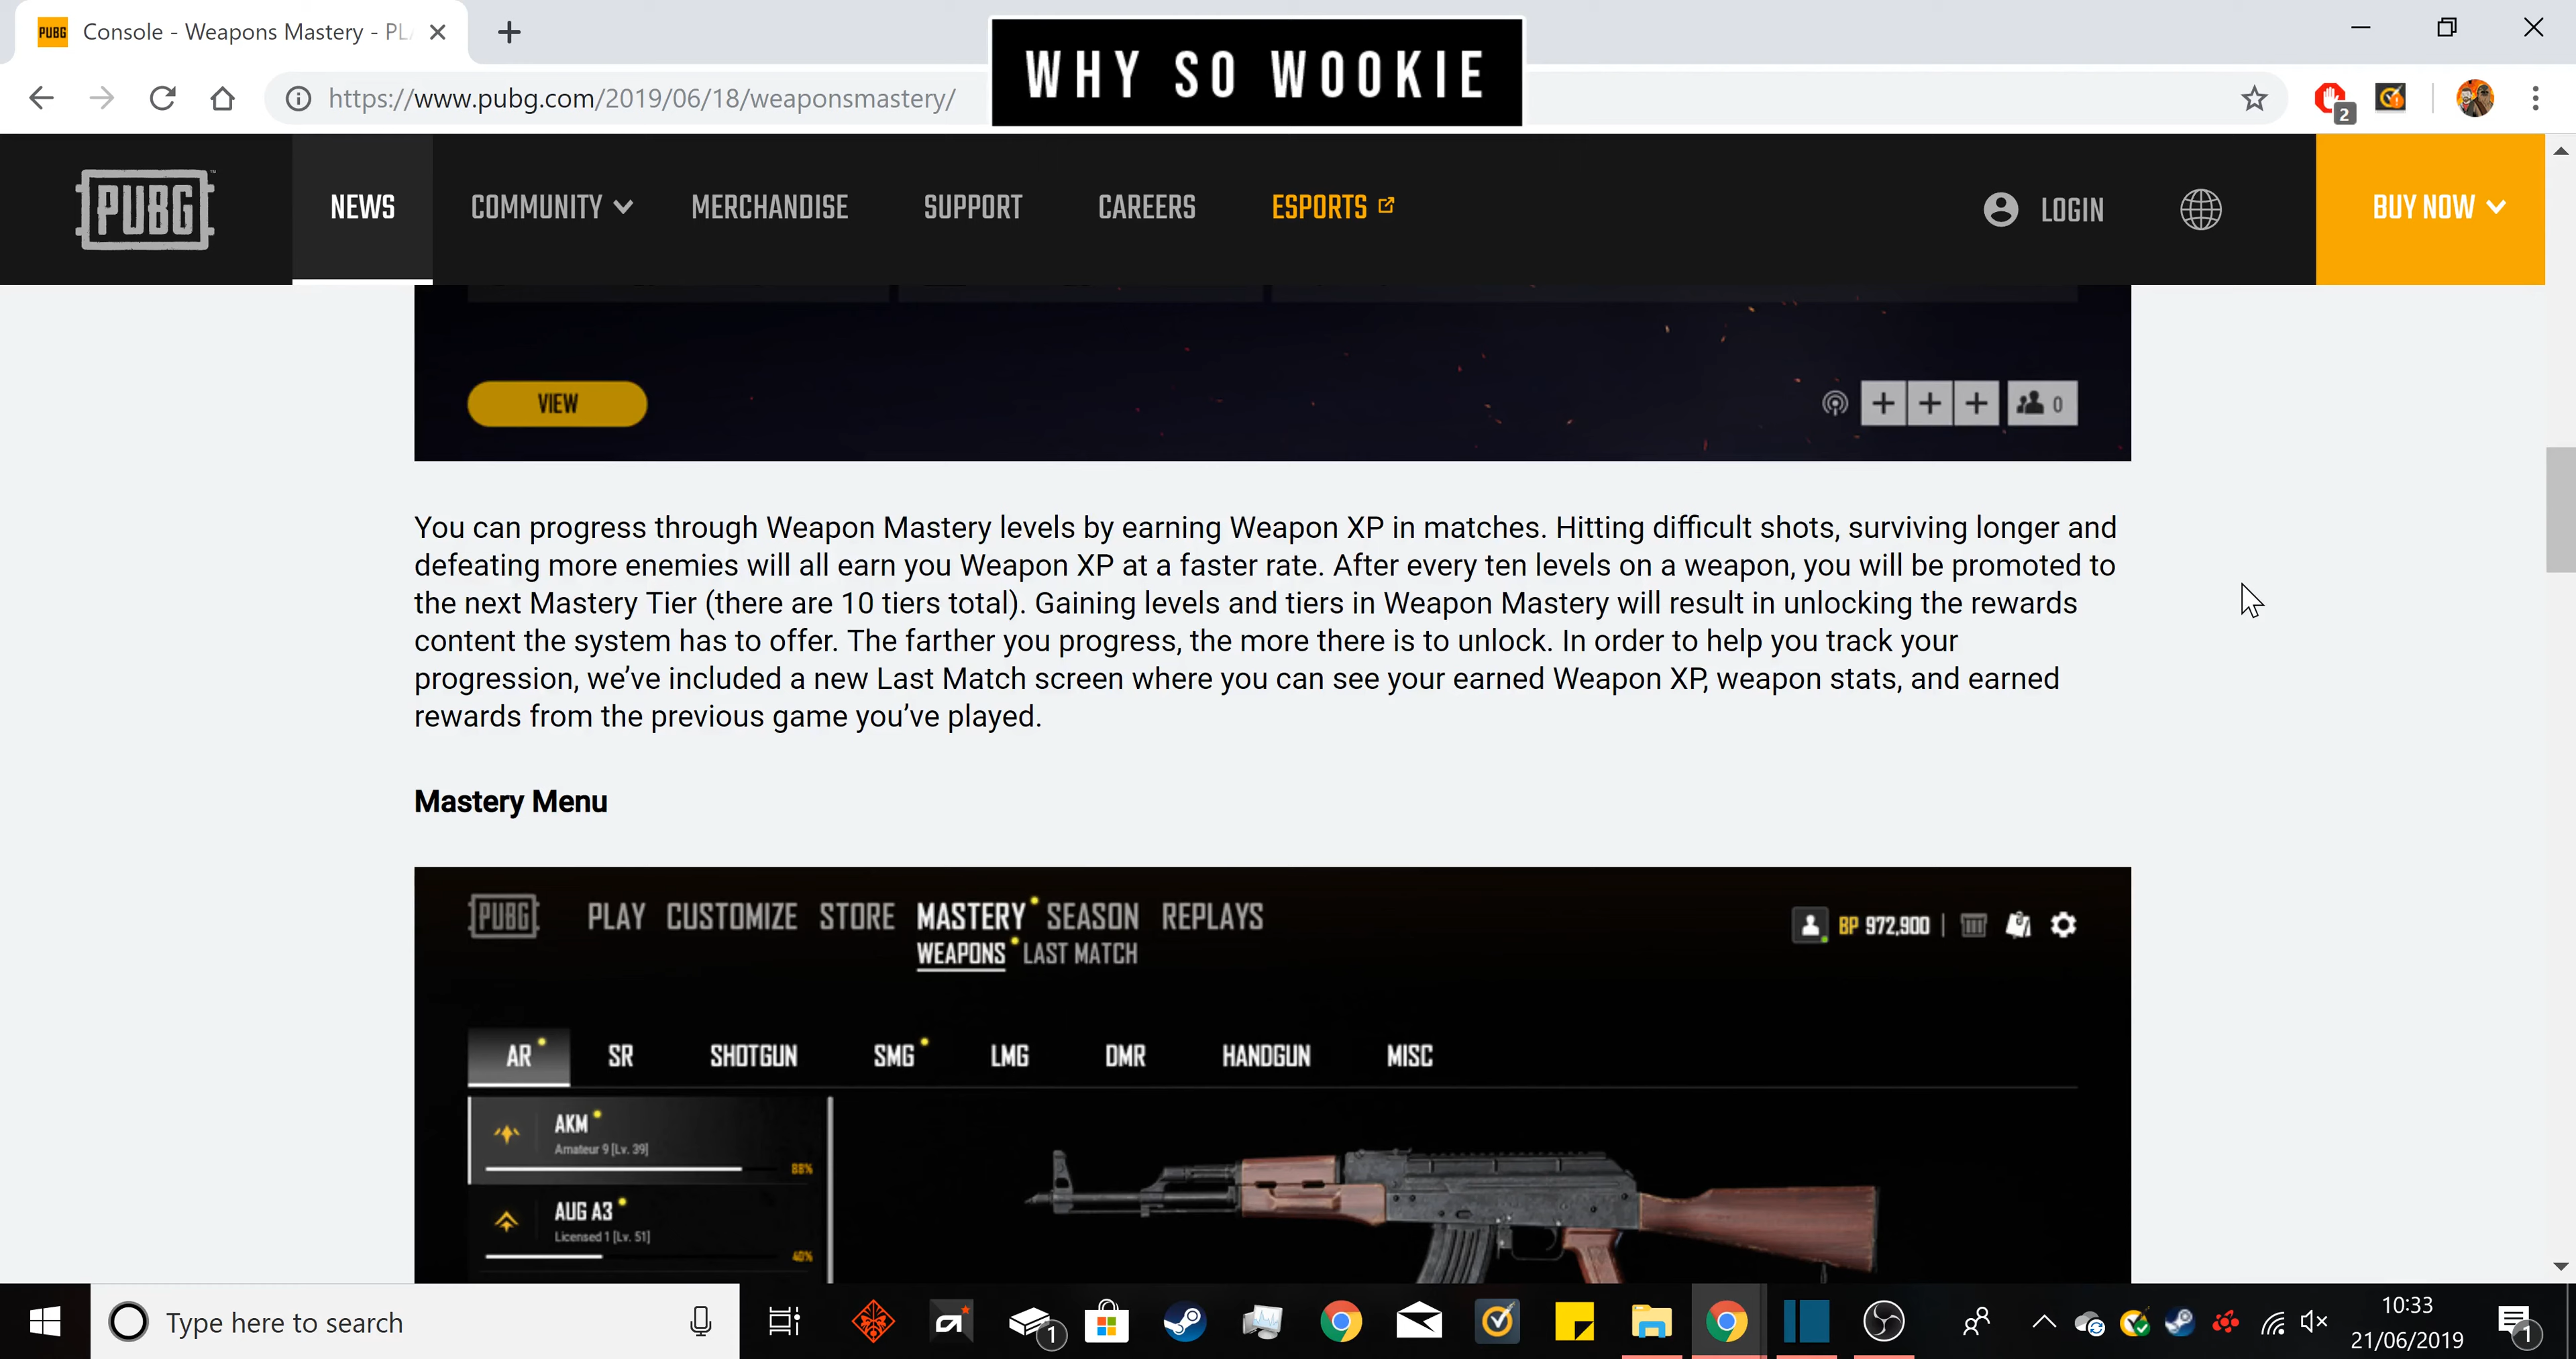 PUBG
Console - Weapons Mastery - PL
WHY SO WOOKIE
https://www.pubg.com/2019/06/18/weaponsmastery/
2
PUBG
NEWS
COMMUNITY
MERCHANDISE
SUPPORT
CAREERS
ESPORTS
LOGIN
BUY NOW
VIEW
0
You can progress through Weapon Mastery levels by earning Weapon XP in matches. Hitting difficult shots, surviving longer and
defeating more enemies will all earn you Weapon XP at a faster rate. After every ten levels on a weapon, you will be promoted to
the next Mastery Tier (there are 10 tiers total). Gaining levels and tiers in Weapon Mastery will result in unlocking the rewards
content the system has to offer. The farther you progress, the more there is to unlock. In order to help you track your
progression, we’ve included a new Last Match screen where you can see your earned Weapon XP, weapon stats, and earned
rewards from the previous game you’ve played.
Mastery Menu
PUBG
PLAY CUSTOMIZE STORE MASTERY SEASON REPLAYS
BP 972,900
WEAPONS LAST MATCH
AR SR SHOTGUN SMG LMG DMR HANDGUN MISC
AKM
Amateur 9 [Lv. 39]
88%
AUG A3
Licensed 1 [Lv. 51]
40%
Type here to search
1
10:33
21/06/2019
1